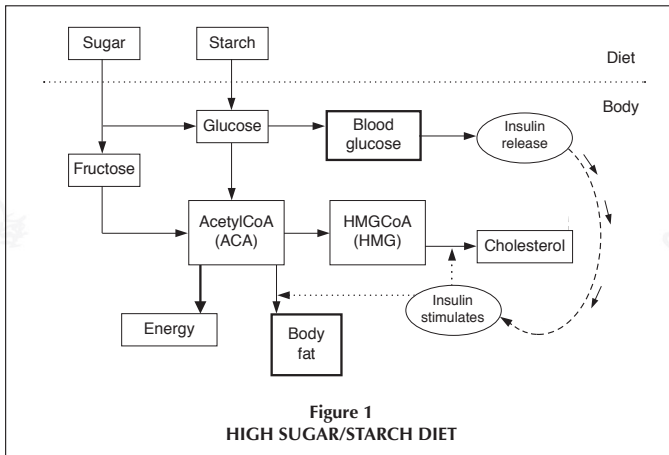 Sugar
Starch
Diet
Body
Glucose
Blood
glucose
Insulin
release
Fructose
AcetylCoA
(ACA)
HMGCoA
(HMG)
Cholesterol
Insulin
stimulates
Energy
Body
fat
Figure 1
HIGH SUGAR/STARCH DIET